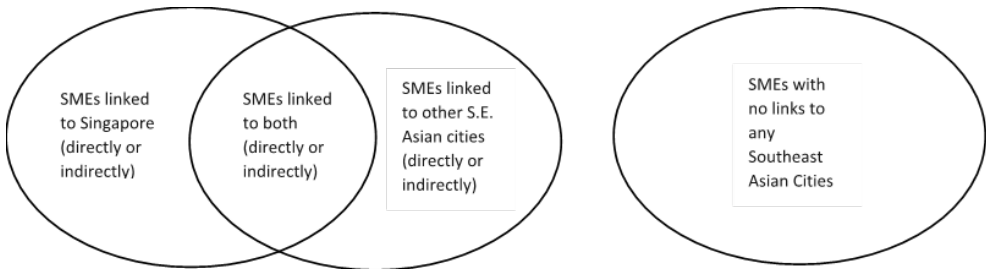 SMEs linked
to Singapore
(directly or
indirectly)
SMEs linked
to both
(directly or
indirectly)
SMEs linked
to other S.E.
Asian cities
(directly or
indirectly)
SMEs with
no links to
any
Southeast
Asian Cities